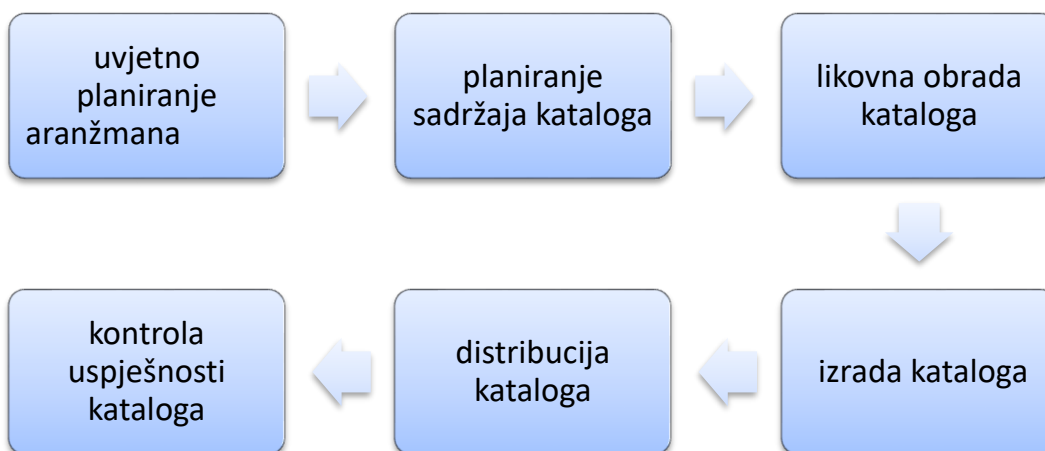 uvjetno
planiranje
aranžmana
planiranje
sadržaja kataloga
likovna obrada
kataloga
izrada kataloga
distribucija
kataloga
kontrola
uspješnosti
kataloga